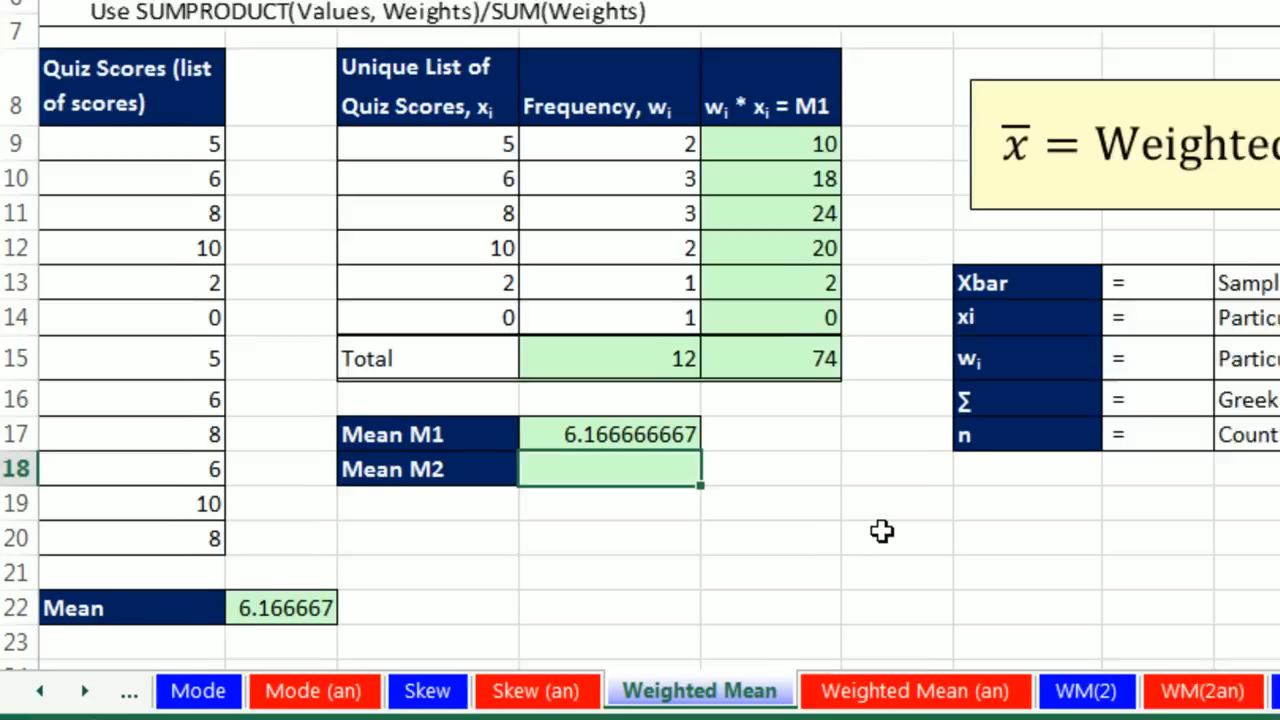 Use SUMPRODUCT(Values, Weights)/SUM(Weights)
7
8 Quiz Scores (list of scores) Unique List of Quiz Scores, xᵢ Frequency, wᵢ wᵢ * xᵢ = M1
x̅ = Weighted
9 5 5 2 10
10 6 6 3 18
11 8 8 3 24
12 10 10 2 20
13 2 2 1 2 Xbar = Sampl
14 0 0 1 0 xi = Particu
15 5 Total 12 74 wᵢ = Particu
16 6 ∑ = Greek
17 8 Mean M1 6.166666667 n = Count
18 6 Mean M2
19 10
20 8
21
22 Mean 6.166667
23
... Mode Mode (an) Skew Skew (an) Weighted Mean Weighted Mean (an) WM(2) WM(2an)